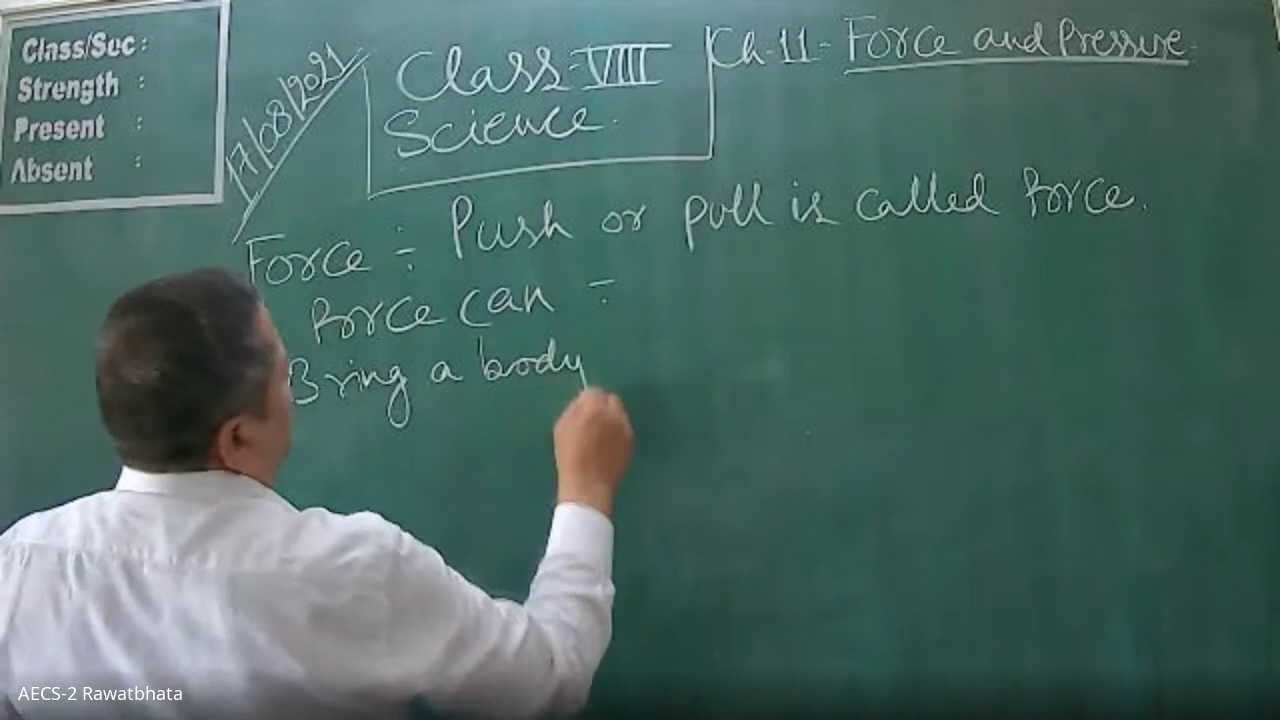 Class/Sec :
Strength :
Present :
Absent :
17/08/2021
Class-VIII
Science.
Ch-11- Force and Pressure.
Force ÷ Push or pull is called Force.
Force can ÷
Bring a body
AECS-2 Rawatbhata